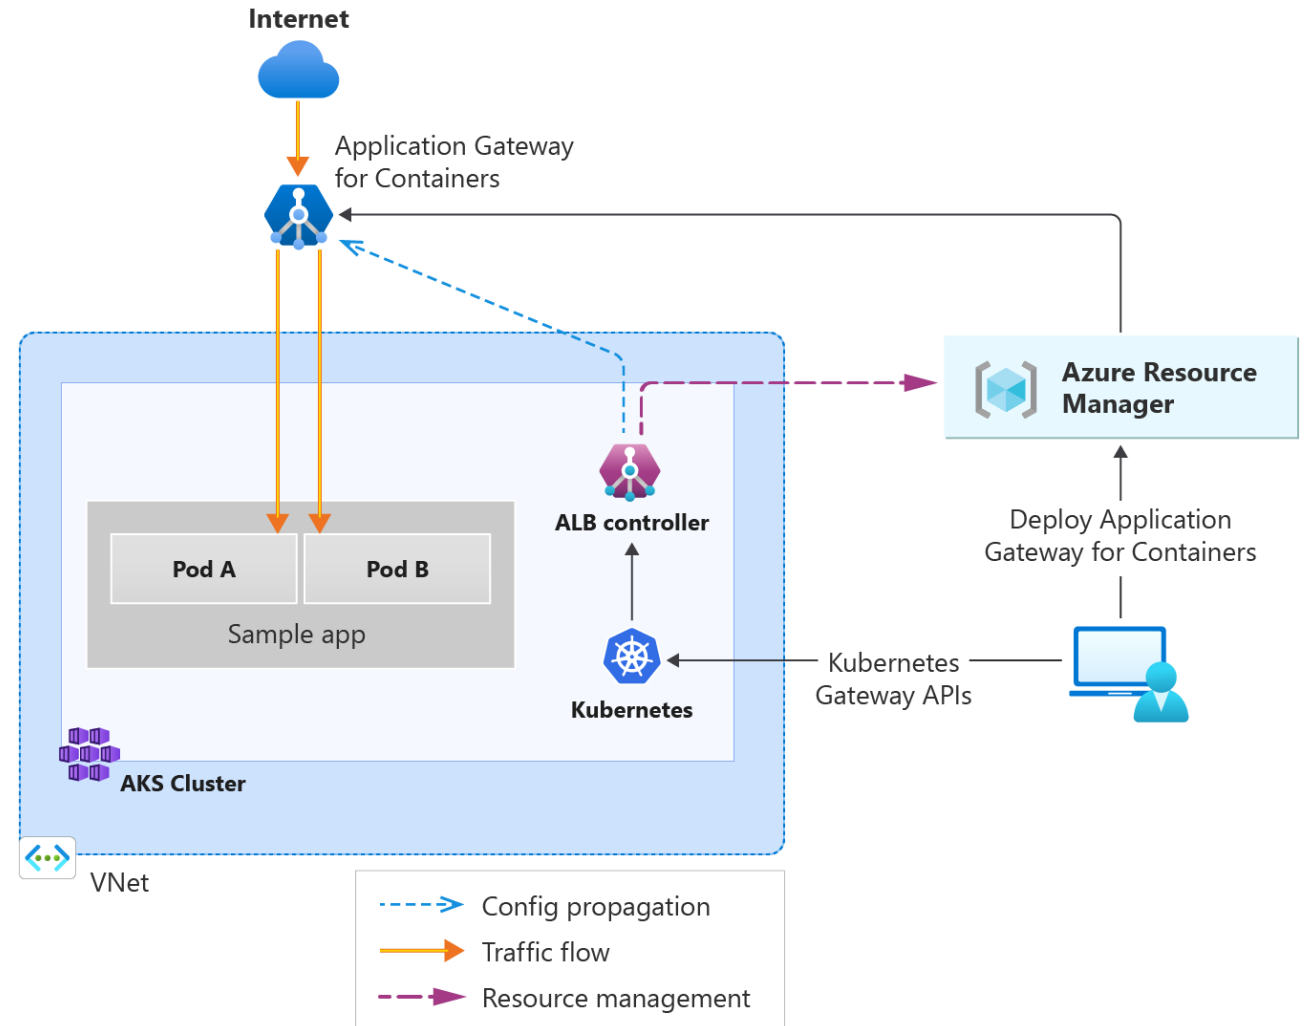 Internet
Application Gateway
for Containers
Azure Resource
Manager
ALB controller
Deploy Application
Gateway for Containers
Pod A
Pod B
Sample app
Kubernetes
Gateway APIs
Kubernetes
AKS Cluster
VNet
Config propagation
Traffic flow
Resource management